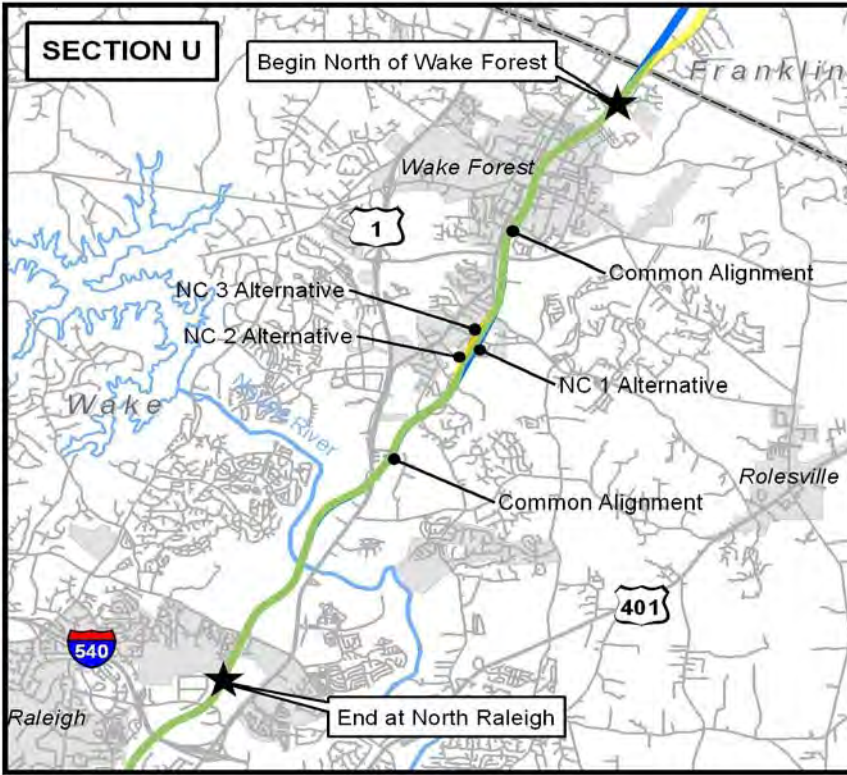 SECTION U
Begin North of Wake Forest
Franklin
Wake Forest
1
Common Alignment
NC 3 Alternative
NC 2 Alternative
NC 1 Alternative
Wake
Neuse River
Common Alignment
Rolesville
401
540
Raleigh
End at North Raleigh